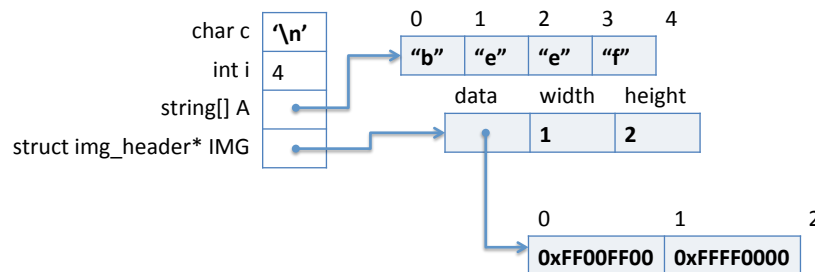 0 1 2 3 4
char c ‘\n’
“b” “e” “e” “f”
int i 4
string[] A
data width height
struct img_header* IMG
1 2
0 1 2
0xFF00FF00 0xFFFF0000